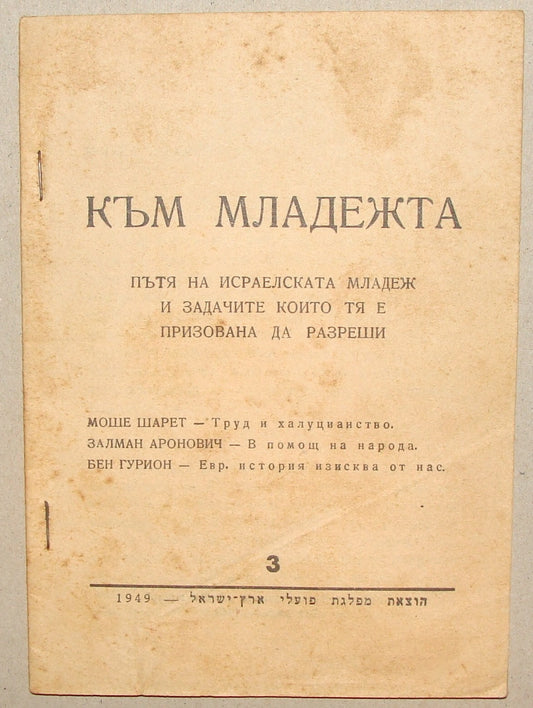 КЪМ МЛАДЕЖТА
ПЪТЯ НА ИСРАЕЛСКАТА МЛАДЕЖ
И ЗАДАЧИТЕ КОИТО ТЯ Е
ПРИЗОВАНА ДА РАЗРЕШИ
МОШЕ ШАРЕТ — Труд и халуцианство.
ЗАЛМАН АРОНОВИЧ — В помощ на народа.
БЕН ГУРИОН — Евр. история изисква от нас.
3
הוצאת מפלגת פועלי ארץ־ישראל — 1949